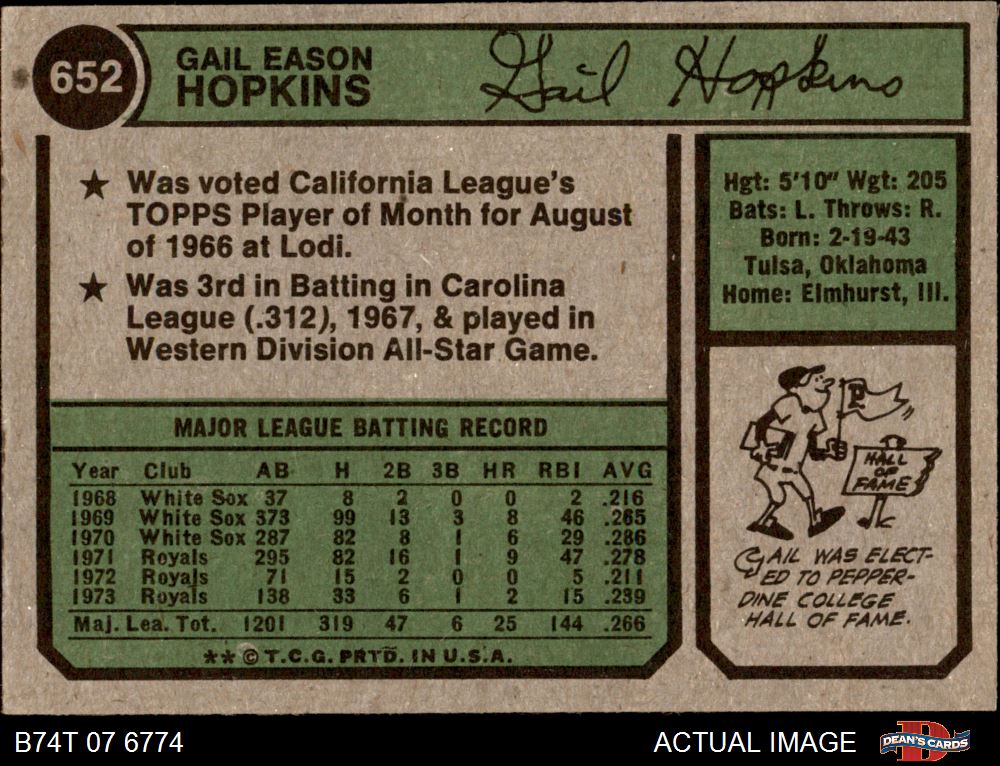 652
GAIL EASON
HOPKINS
Gail Hopkins
★ Was voted California League's
TOPPS Player of Month for August
of 1966 at Lodi.
★ Was 3rd in Batting in Carolina
League (.312), 1967, & played in
Western Division All-Star Game.
Hgt: 5'10" Wgt: 205
Bats: L. Throws: R.
Born: 2-19-43
Tulsa, Oklahoma
Home: Elmhurst, Ill.
MAJOR LEAGUE BATTING RECORD
Year Club AB H 2B 3B HR RBI AVG
1968 White Sox 37 8 2 0 0 2 .216
1969 White Sox 373 99 13 3 8 46 .265
1970 White Sox 287 82 8 1 6 29 .286
1971 Royals 295 82 16 1 9 47 .278
1972 Royals 71 15 2 0 0 5 .211
1973 Royals 138 33 6 1 2 15 .239
Maj. Lea. Tot. 1201 319 47 6 25 144 .266
** © T.C.G. PRTD. IN U.S.A.
P
HALL
OF
FAME
GAIL WAS ELECT-
ED TO PEPPER-
DINE COLLEGE
HALL OF FAME.
B74T 07 6774
ACTUAL IMAGE
DEAN'S CARDS